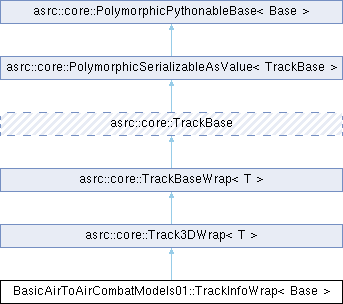 asrc::core::PolymorphicPythonableBase< Base >
asrc::core::PolymorphicSerializableAsValue< TrackBase >
asrc::core::TrackBase
asrc::core::TrackBaseWrap< T >
asrc::core::Track3DWrap< T >
BasicAirToAirCombatModels01::TrackInfoWrap< Base >